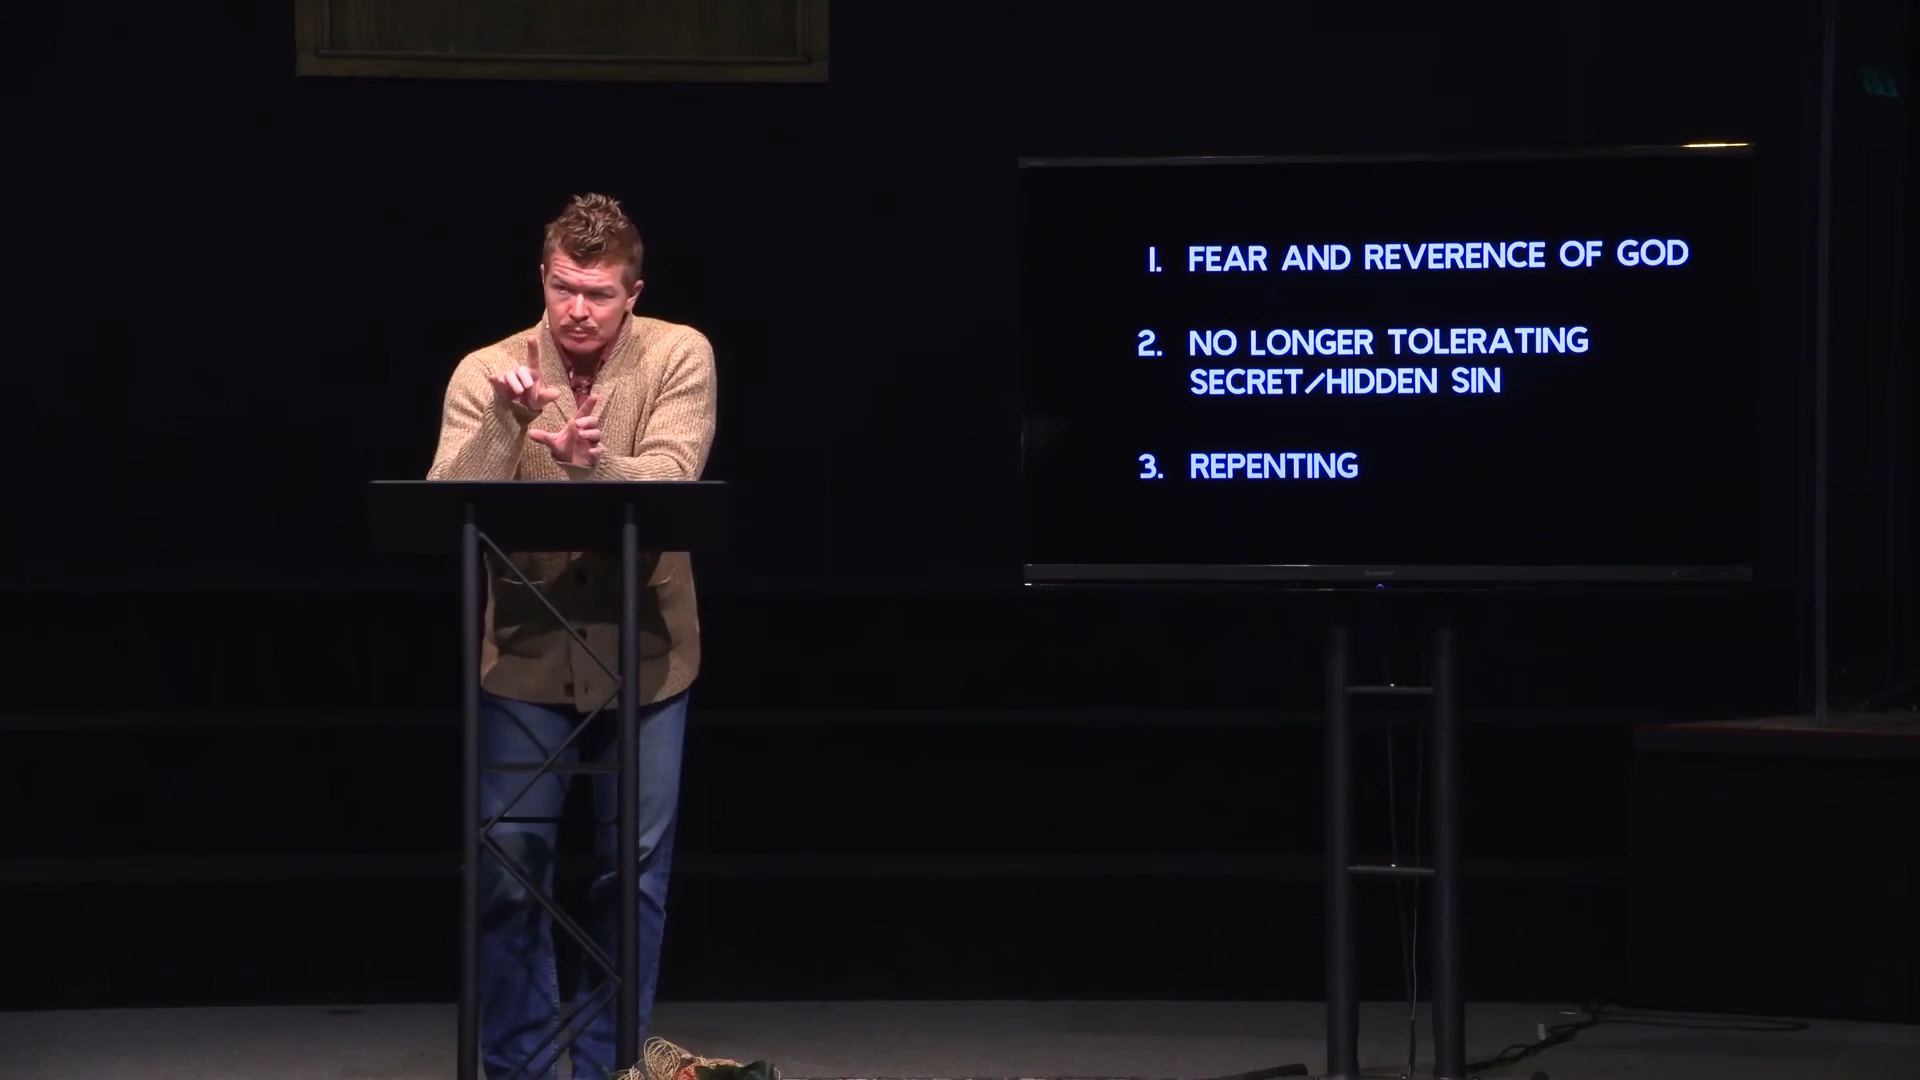 1. FEAR AND REVERENCE OF GOD
2. NO LONGER TOLERATING
SECRET/HIDDEN SIN
3. REPENTING